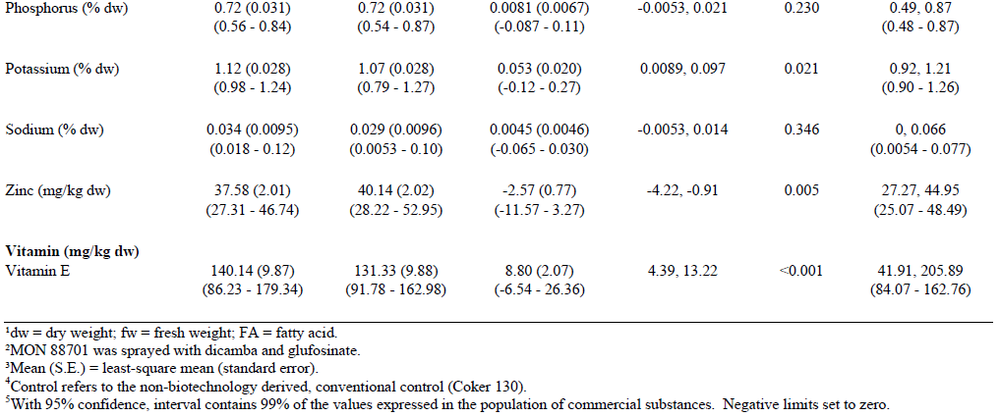 Phosphorus (% dw) 0.72 (0.031) 0.72 (0.031) 0.0081 (0.0067) -0.0053, 0.021 0.230 0.49, 0.87
(0.56 - 0.84) (0.54 - 0.87) (-0.087 - 0.11) (0.48 - 0.87)
Potassium (% dw) 1.12 (0.028) 1.07 (0.028) 0.053 (0.020) 0.0089, 0.097 0.021 0.92, 1.21
(0.98 - 1.24) (0.79 - 1.27) (-0.12 - 0.27) (0.90 - 1.26)
Sodium (% dw) 0.034 (0.0095) 0.029 (0.0096) 0.0045 (0.0046) -0.0053, 0.014 0.346 0, 0.066
(0.018 - 0.12) (0.0053 - 0.10) (-0.065 - 0.030) (0.0054 - 0.077)
Zinc (mg/kg dw) 37.58 (2.01) 40.14 (2.02) -2.57 (0.77) -4.22, -0.91 0.005 27.27, 44.95
(27.31 - 46.74) (28.22 - 52.95) (-11.57 - 3.27) (25.07 - 48.49)
Vitamin (mg/kg dw)
Vitamin E 140.14 (9.87) 131.33 (9.88) 8.80 (2.07) 4.39, 13.22 <0.001 41.91, 205.89
(86.23 - 179.34) (91.78 - 162.98) (-6.54 - 26.36) (84.07 - 162.76)
¹dw = dry weight; fw = fresh weight; FA = fatty acid.
²MON 88701 was sprayed with dicamba and glufosinate.
³Mean (S.E.) = least-square mean (standard error).
⁴Control refers to the non-biotechnology derived, conventional control (Coker 130).
⁵With 95% confidence, interval contains 99% of the values expressed in the population of commercial substances. Negative limits set to zero.